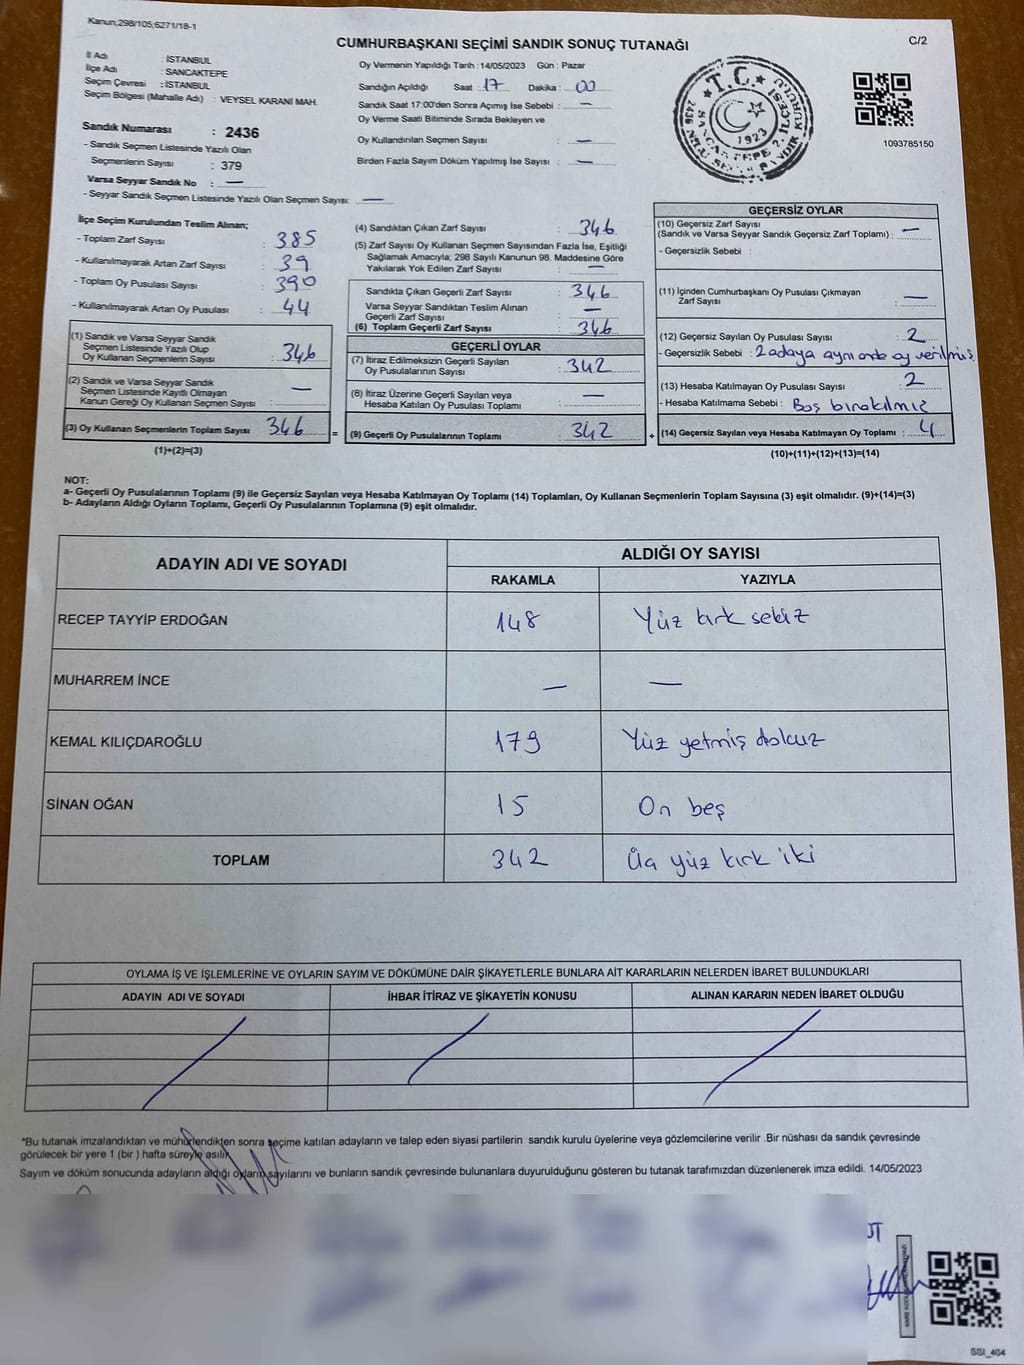 Kanun,298/105,6271/18-1
C/2
CUMHURBAŞKANI SEÇİMİ SANDIK SONUÇ TUTANAĞI
İl Adı : İSTANBUL
İlçe Adı : SANCAKTEPE
Seçim Çevresi : İSTANBUL
Seçim Bölgesi (Mahalle Adı) : VEYSEL KARANİ MAH.
Sandık Numarası : 2436
- Sandık Seçmen Listesinde Yazılı Olan
Seçmenlerin Sayısı : 379
Varsa Seyyar Sandık No : —
- Seyyar Sandık Seçmen Listesinde Yazılı Olan Seçmen Sayısı: —
Oy Vermenin Yapıldığı Tarih :14/05/2023 Gün : Pazar
Sandığın Açıldığı Saat : 17 Dakika : 00
Sandık Saat 17:00'den Sonra Açımış İse Sebebi : —
Oy Verme Saati Bitiminde Sırada Bekleyen ve
Oy Kullandırılan Seçmen Sayısı : —
Birden Fazla Sayım Döküm Yapılmış İse Sayısı : —
T.C.
1923
1093785150
İlçe Seçim Kurulundan Teslim Alınan;
- Toplam Zarf Sayısı : 385
- Kullanılmayarak Artan Zarf Sayısı : 39
- Toplam Oy Pusulası Sayısı : 390
- Kullanılmayarak Artan Oy Pusulası : 44
(1) Sandık ve Varsa Seyyar Sandık
Seçmen Listesinde Yazılı Olup
Oy Kullanan Seçmenlerin Sayısı : 346
(2) Sandık ve Varsa Seyyar Sandık
Seçmen Listesinde Kayıtlı Olmayan
Kanun Gereği Oy Kullanan Seçmen Sayısı : —
(3) Oy Kullanan Seçmenlerin Toplam Sayısı 346
(1)+(2)=(3)
(4) Sandıktan Çıkan Zarf Sayısı : 346
(5) Zarf Sayısı Oy Kullanan Seçmen Sayısından Fazla İse, Eşitliği
Sağlamak Amacıyla; 298 Sayılı Kanunun 98. Maddesine Göre
Yakılarak Yok Edilen Zarf Sayısı : —
Sandıkta Çıkan Geçerli Zarf Sayısı : 346
Varsa Seyyar Sandıktan Teslim Alınan
Geçerli Zarf Sayısı : —
(6) Toplam Geçerli Zarf Sayısı : 346
GEÇERLİ OYLAR
(7) İtiraz Edilmeksizin Geçerli Sayılan
Oy Pusulalarının Sayısı : 342
(8) İtiraz Üzerine Geçerli Sayılan veya
Hesaba Katılan Oy Pusulası Toplamı : —
= (9) Geçerli Oy Pusulalarının Toplamı : 342
GEÇERSİZ OYLAR
(10) Geçersiz Zarf Sayısı
(Sandık ve Varsa Seyyar Sandık Geçersiz Zarf Toplamı) : —
- Geçersizlik Sebebi :
(11) İçinden Cumhurbaşkanı Oy Pusulası Çıkmayan
Zarf Sayısı : —
(12) Geçersiz Sayılan Oy Pusulası Sayısı : 2
- Geçersizlik Sebebi : 2 adaya aynı anda oy verilmiş
(13) Hesaba Katılmayan Oy Pusulası Sayısı : 2
- Hesaba Katılmama Sebebi : Boş bırakılmış
+ (14) Geçersiz Sayılan veya Hesaba Katılmayan Oy Toplamı : 4
(10)+(11)+(12)+(13)=(14)
NOT:
a- Geçerli Oy Pusulalarının Toplamı (9) ile Geçersiz Sayılan veya Hesaba Katılmayan Oy Toplamı (14) Toplamları, Oy Kullanan Seçmenlerin Toplam Sayısına (3) eşit olmalıdır. (9)+(14)=(3)
b- Adayların Aldığı Oyların Toplamı, Geçerli Oy Pusulalarının Toplamına (9) eşit olmalıdır.
ADAYIN ADI VE SOYADI ALDIĞI OY SAYISI
RAKAMLA YAZIYLA
RECEP TAYYİP ERDOĞAN 148 Yüz kırk sekiz
MUHARREM İNCE — —
KEMAL KILIÇDAROĞLU 179 Yüz yetmiş dokuz
SİNAN OĞAN 15 On beş
TOPLAM 342 Üç yüz kırk iki
OYLAMA İŞ VE İŞLEMLERİNE VE OYLARIN SAYIM VE DÖKÜMÜNE DAİR ŞİKAYETLERLE BUNLARA AİT KARARLARIN NELERDEN İBARET BULUNDUKLARI
ADAYIN ADI VE SOYADI İHBAR İTİRAZ VE ŞİKAYETİN KONUSU ALINAN KARARIN NEDEN İBARET OLDUĞU
*Bu tutanak imzalandıktan ve mühürlendikten sonra seçime katılan adayların ve talep eden siyasi partilerin sandık kurulu üyelerine veya gözlemcilerine verilir .Bir nüshası da sandık çevresinde
görülecek bir yere 1 (bir ) hafta süreyle asılır.
Sayım ve döküm sonucunda adayların aldığı oyların sayılarını ve bunların sandık çevresinde bulunanlara duyurulduğunu gösteren bu tutanak tarafımızdan düzenlenerek imza edildi. 14/05/2023
SSI_404